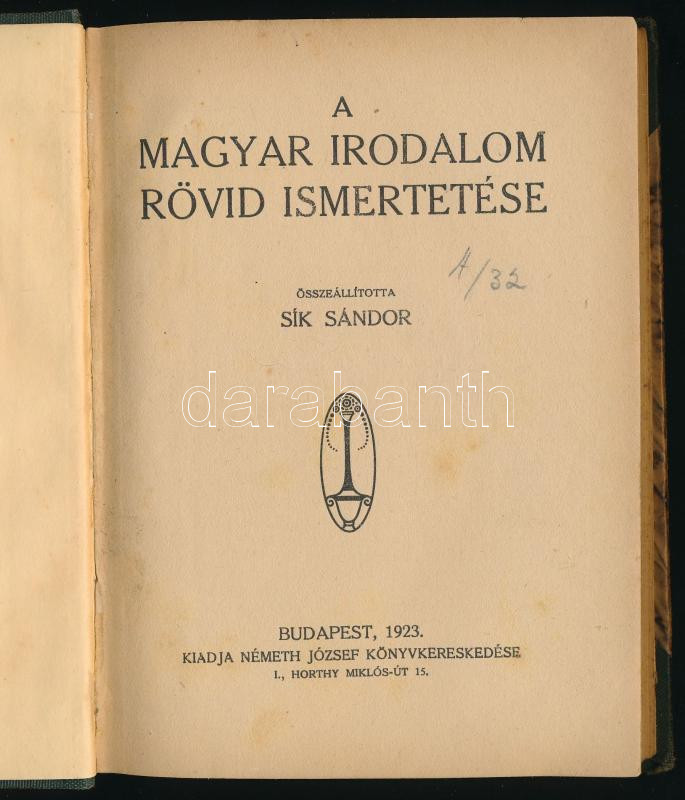 A
MAGYAR IRODALOM
RÖVID ISMERTETÉSE
A/32
ÖSSZEÁLLÍTOTTA
SÍK SÁNDOR
darabanth
BUDAPEST, 1923.
KIADJA NÉMETH JÓZSEF KÖNYVKERESKEDÉSE
I., HORTHY MIKLÓS-ÚT 15.